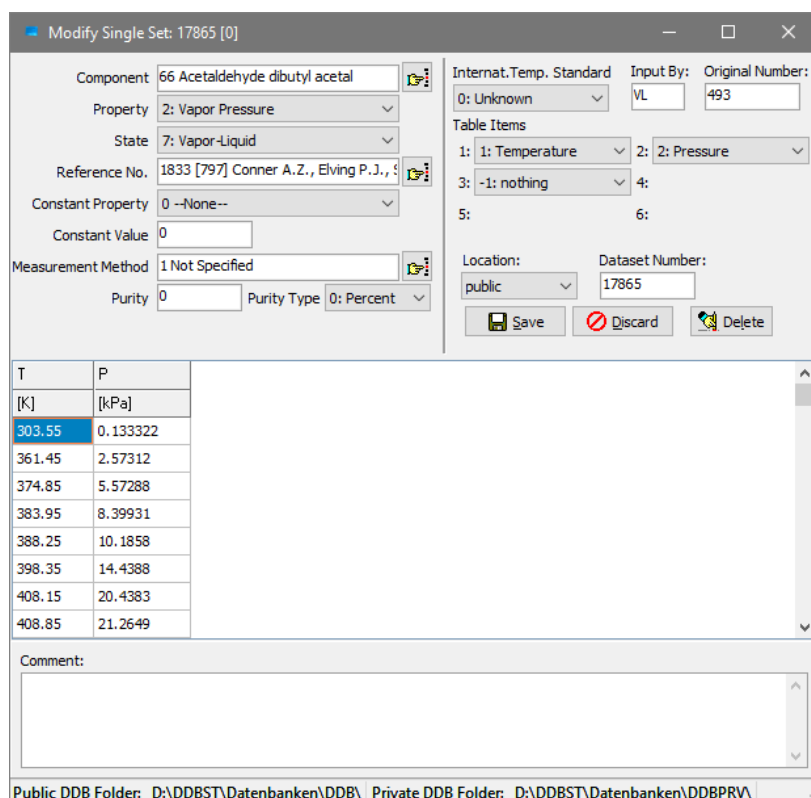 Modify Single Set: 17865 [0]
Component 66 Acetaldehyde dibutyl acetal
Property 2: Vapor Pressure
State 7: Vapor-Liquid
Reference No. 1833 [797] Conner A.Z., Elving P.J.,
Constant Property 0 --None--
Constant Value 0
Measurement Method 1 Not Specified
Purity 0 Purity Type 0: Percent
Internat.Temp. Standard Input By: Original Number:
0: Unknown VL 493
Table Items
1: 1: Temperature 2: 2: Pressure
3: -1: nothing 4:
5: 6:
Location: Dataset Number:
public 17865
Save Discard Delete
T P
[K] [kPa]
303.55 0.133322
361.45 2.57312
374.85 5.57288
383.95 8.39931
388.25 10.1858
398.35 14.4388
408.15 20.4383
408.85 21.2649
Comment:
Public DDB Folder: D:\DDBST\Datenbanken\DDB\ Private DDB Folder: D:\DDBST\Datenbanken\DDBPRV\